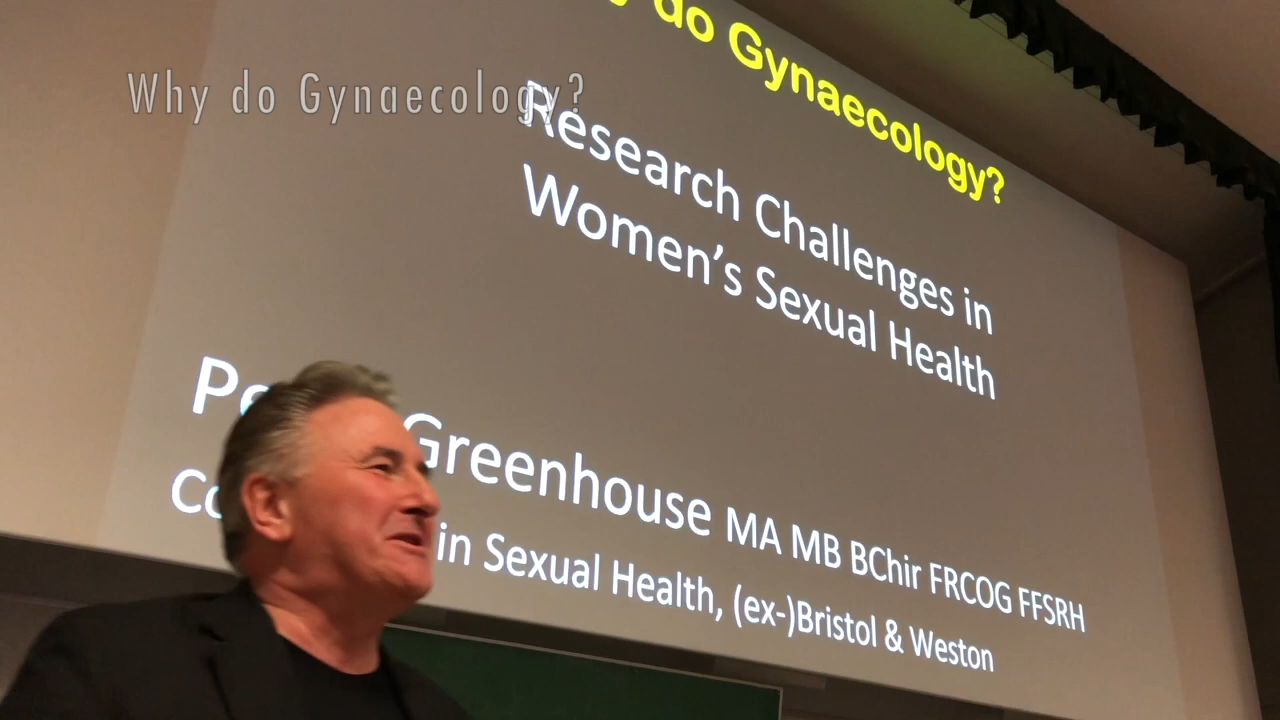 Why do Gynaecology?
do Gynaecology?
Research Challenges in
Women's Sexual Health
Greenhouse MA MB BChir FRCOG FFSRH
in Sexual Health, (ex-)Bristol & Weston